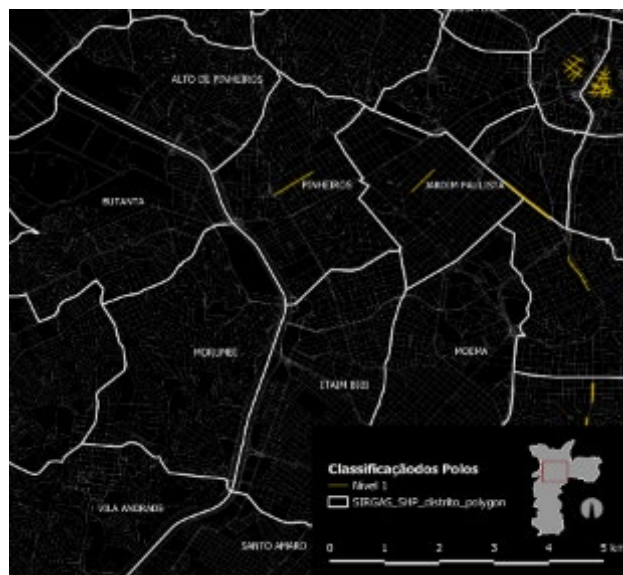 ALTO DE PINHEIROS
PINHEIROS
JARDIM PAULISTA
BUTANTA
MORUMBI
MOEMA
ITAIM BIBI
Classificaçãodos Polos
Nível 1
SIRGAS_SHP_distrito_polygon
VILA ANDRADE
SANTO AMARO
0 1 2 3 4 5 km